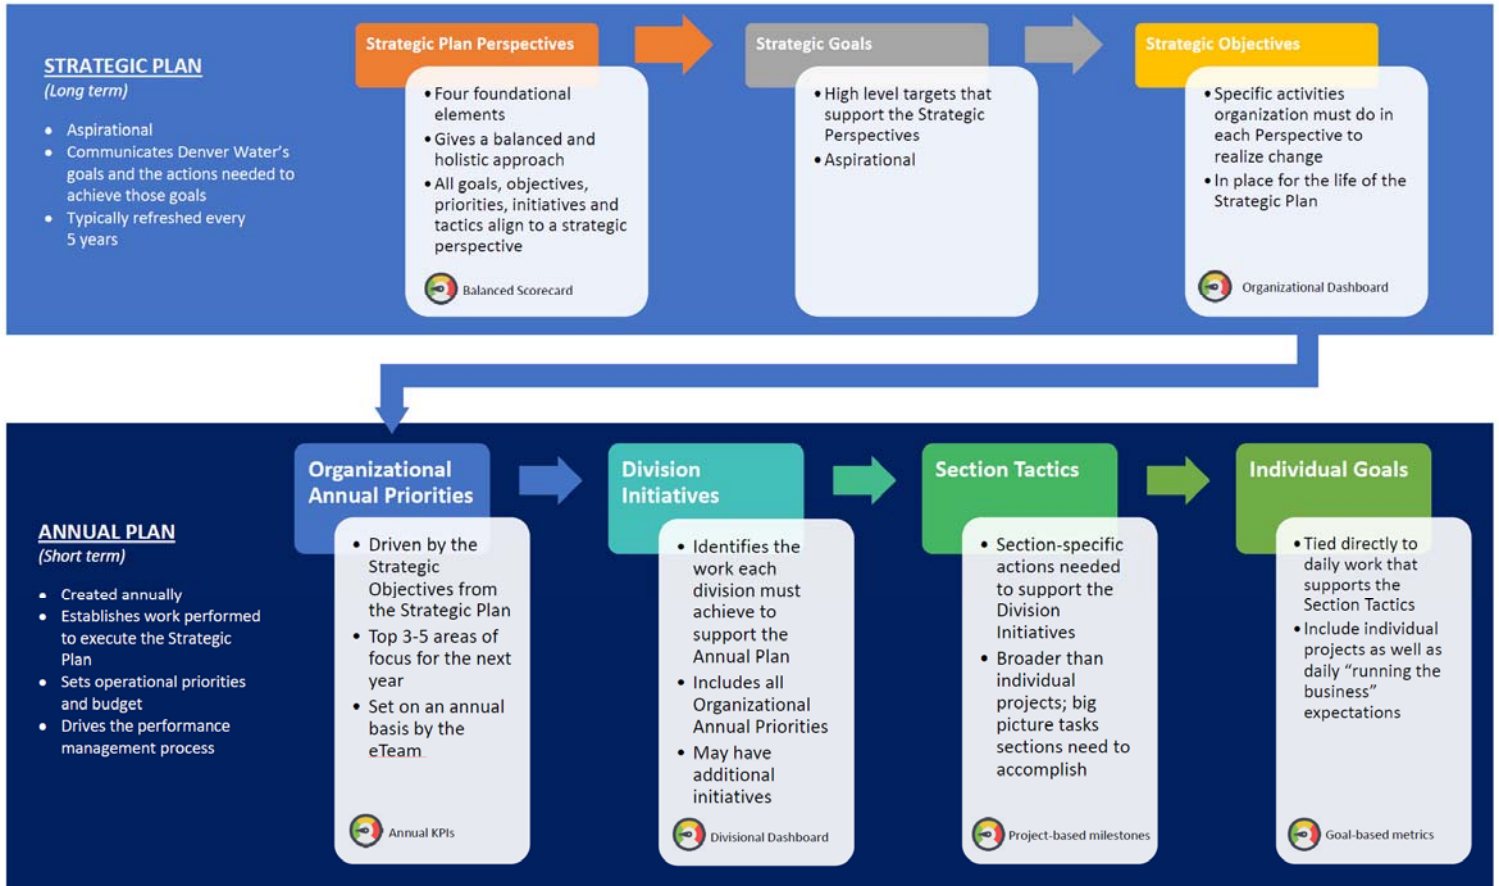 STRATEGIC PLAN
(Long term)
• Aspirational
• Communicates Denver Water's
goals and the actions needed to
achieve those goals
• Typically refreshed every
5 years
Strategic Plan Perspectives
• Four foundational
elements
• Gives a balanced and
holistic approach
• All goals, objectives,
priorities, initiatives and
tactics align to a strategic
perspective
Balanced Scorecard
Strategic Goals
• High level targets that
support the Strategic
Perspectives
• Aspirational
Strategic Objectives
• Specific activities
organization must do in
each Perspective to
realize change
• In place for the life of the
Strategic Plan
Organizational Dashboard
ANNUAL PLAN
(Short term)
• Created annually
• Establishes work performed
to execute the Strategic
Plan
• Sets operational priorities
and budget
• Drives the performance
management process
Organizational
Annual Priorities
• Driven by the
Strategic
Objectives from
the Strategic Plan
• Top 3-5 areas of
focus for the next
year
• Set on an annual
basis by the
eTeam
Annual KPIs
Division
Initiatives
• Identifies the
work each
division must
achieve to
support the
Annual Plan
• Includes all
Organizational
Annual Priorities
• May have
additional
initiatives
Divisional Dashboard
Section Tactics
• Section-specific
actions needed
to support the
Division
Initiatives
• Broader than
individual
projects; big
picture tasks
sections need to
accomplish
Project-based milestones
Individual Goals
• Tied directly to
daily work that
supports the
Section Tactics
• Include individual
projects as well as
daily "running the
business"
expectations
Goal-based metrics